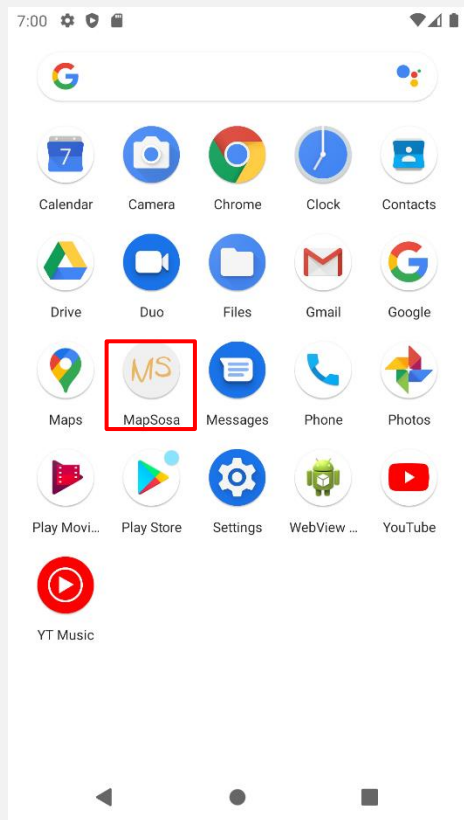 7:00
7
Calendar Camera Chrome Clock Contacts
Drive Duo Files Gmail Google
MS
Maps MapSosa Messages Phone Photos
Play Movi... Play Store Settings WebView ... YouTube
YT Music